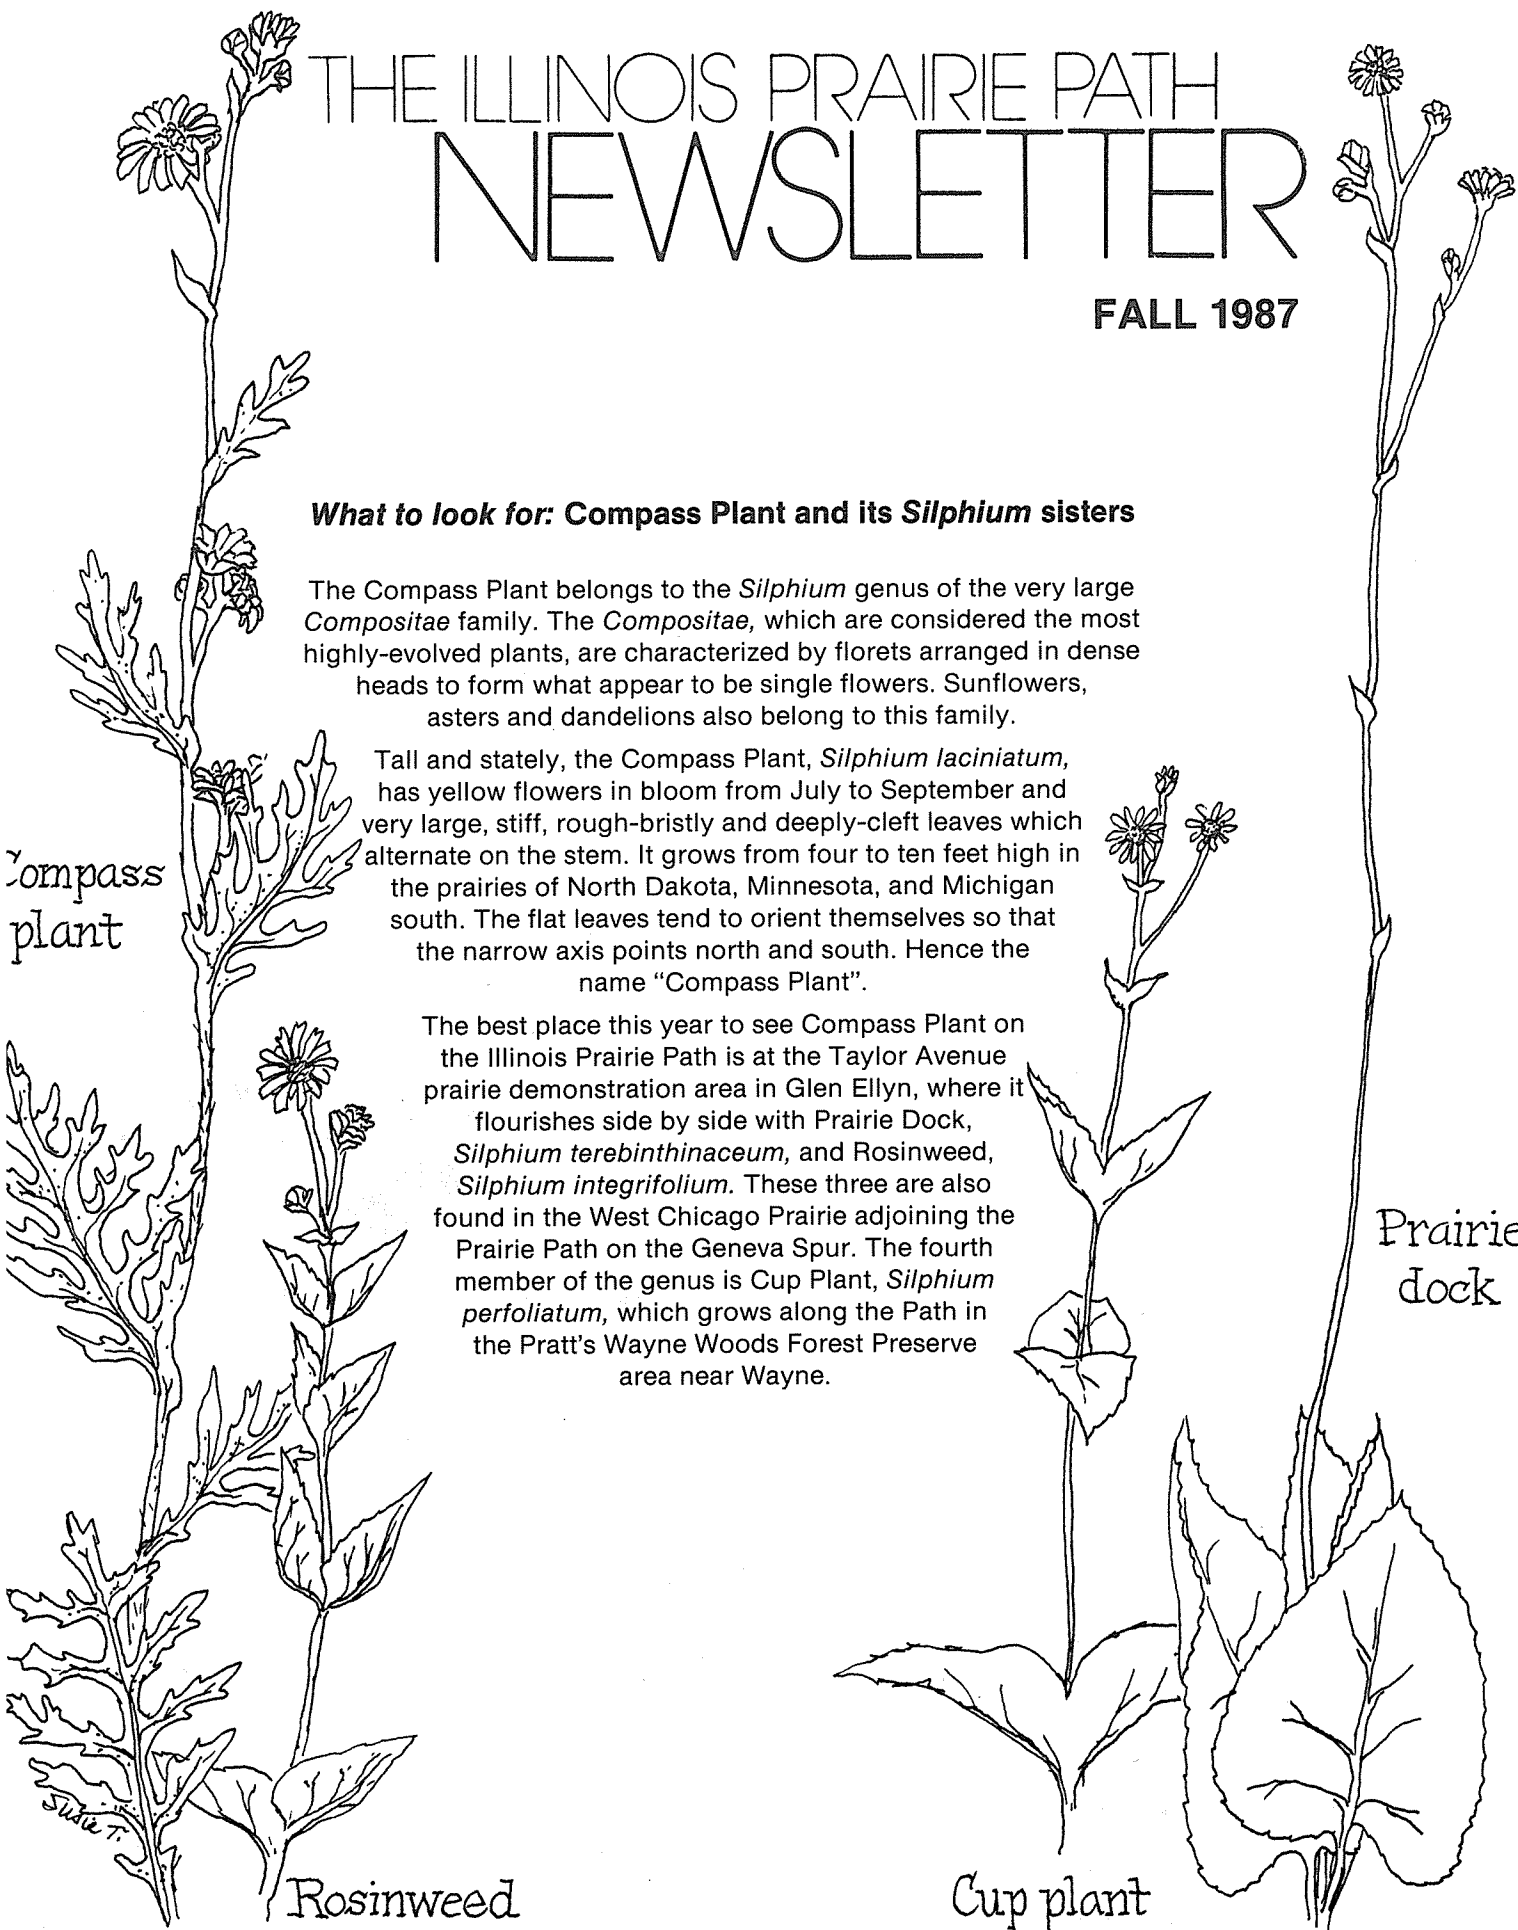 THE ILLINOIS PRAIRIE PATH
NEWSLETTER
FALL 1987
What to look for: Compass Plant and its Silphium sisters
The Compass Plant belongs to the Silphium genus of the very large
Compositae family. The Compositae, which are considered the most
highly-evolved plants, are characterized by florets arranged in dense
heads to form what appear to be single flowers. Sunflowers,
asters and dandelions also belong to this family.
Tall and stately, the Compass Plant, Silphium laciniatum,
has yellow flowers in bloom from July to September and
very large, stiff, rough-bristly and deeply-cleft leaves which
alternate on the stem. It grows from four to ten feet high in
the prairies of North Dakota, Minnesota, and Michigan
south. The flat leaves tend to orient themselves so that
the narrow axis points north and south. Hence the
name “Compass Plant”.
The best place this year to see Compass Plant on
the Illinois Prairie Path is at the Taylor Avenue
prairie demonstration area in Glen Ellyn, where it
flourishes side by side with Prairie Dock,
Silphium terebinthinaceum, and Rosinweed,
Silphium integrifolium. These three are also
found in the West Chicago Prairie adjoining the
Prairie Path on the Geneva Spur. The fourth
member of the genus is Cup Plant, Silphium
perfoliatum, which grows along the Path in
the Pratt's Wayne Woods Forest Preserve
area near Wayne.
Compass
plant
Prairie
dock
Susie T.
Rosinweed
Cup plant